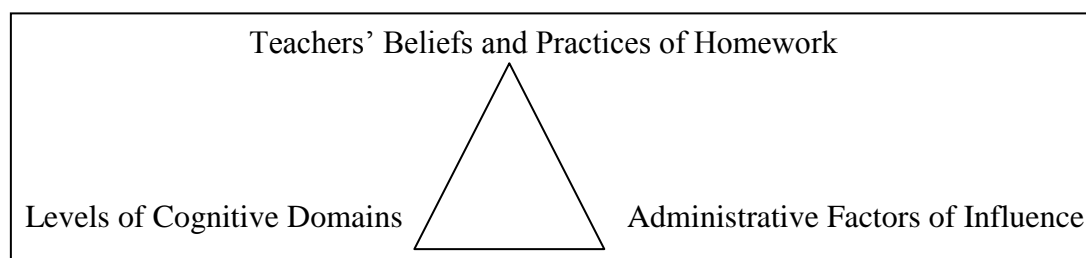 Teachers’ Beliefs and Practices of Homework
Levels of Cognitive Domains
Administrative Factors of Influence